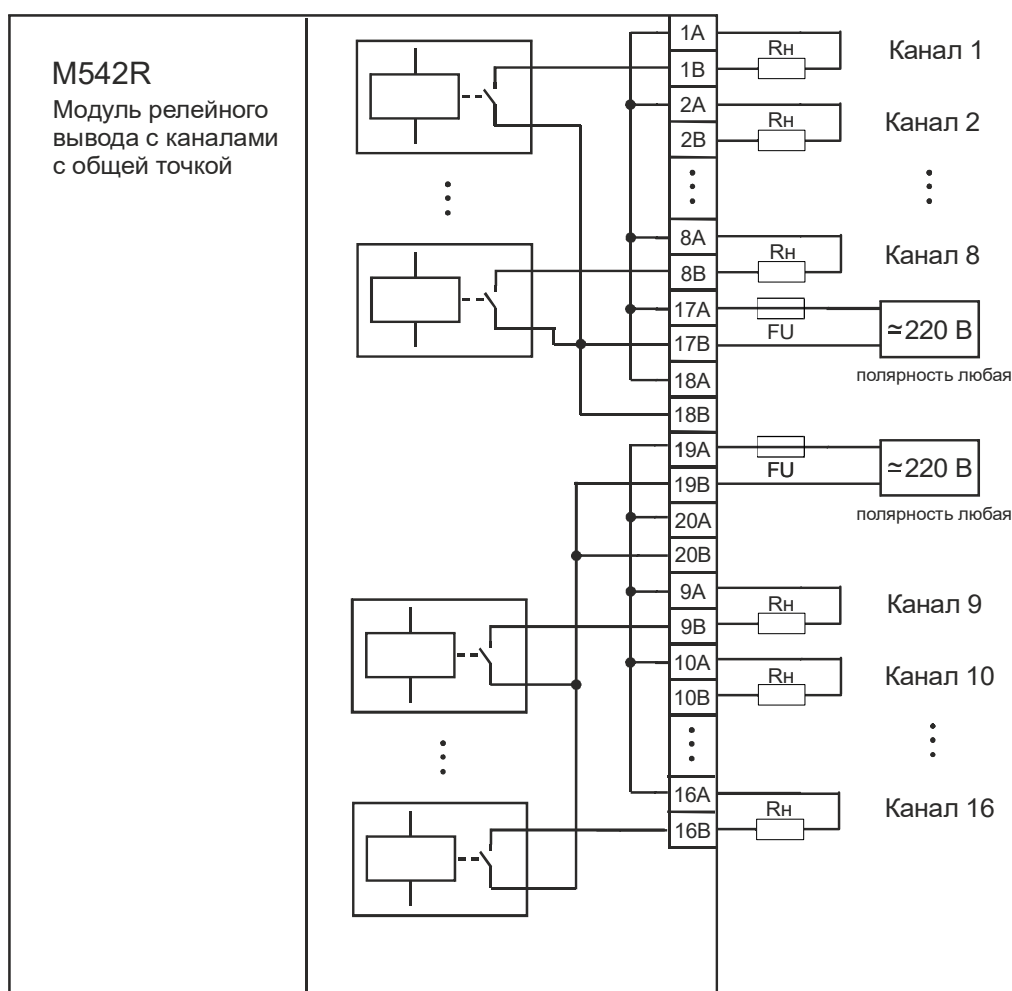 M542R
Модуль релейного
вывода с каналами
с общей точкой
1A
Rн
Канал 1
1B
2A
Rн
Канал 2
2B
8A
Rн
Канал 8
8B
17A
FU
≃220 В
17B
полярность любая
18A
18B
19A
FU
≃220 В
19B
полярность любая
20A
20B
9A
Rн
Канал 9
9B
10A
Rн
Канал 10
10B
16A
Rн
Канал 16
16B